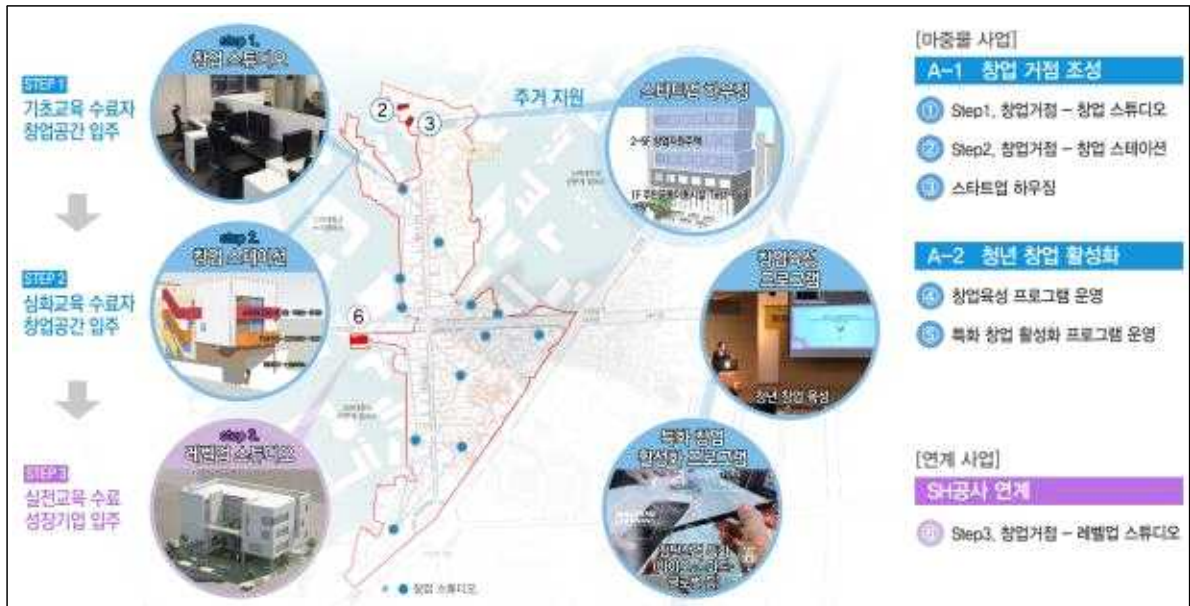 STEP 1
기초교육 수료자
창업공간 입주
STEP 2
심화교육 수료자
창업공간 입주
STEP 3
실전교육 수료
성장기업 입주
step 1.
창업 스튜디오
step 2.
창업 스테이션
step 3.
레벨업 스튜디오
②
③
6
주거 지원
스타트업 하우징
2~5F 창업지원주택
창업육성
프로그램
청년 창업 육성
특화 창업
활성화 프로그램
창업 스튜디오
[마중물 사업]
A-1 창업 거점 조성
① Step1, 창업거점 – 창업 스튜디오
② Step2, 창업거점 – 창업 스테이션
③ 스타트업 하우징
A-2 청년 창업 활성화
④ 창업육성 프로그램 운영
⑤ 특화 창업 활성화 프로그램 운영
[연계 사업]
SH공사 연계
Step3, 창업거점 – 레벨업 스튜디오